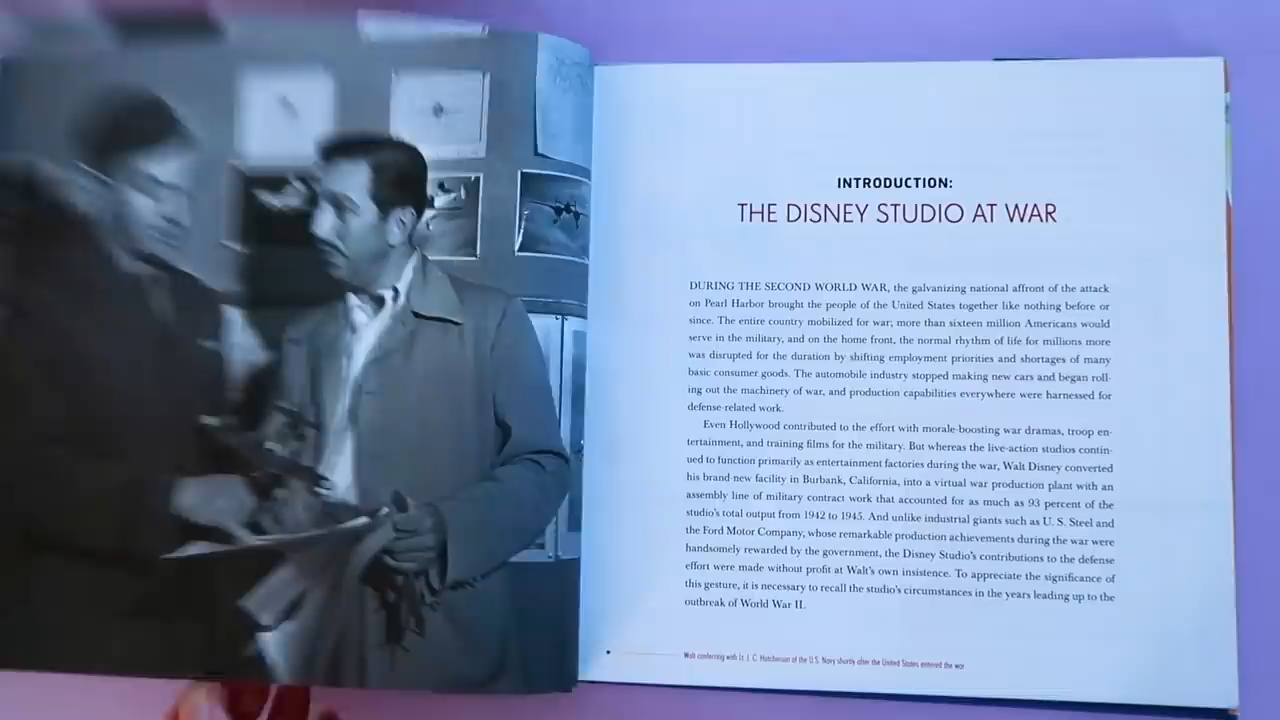 INTRODUCTION:
THE DISNEY STUDIO AT WAR
DURING THE SECOND WORLD WAR, the galvanizing national affront of the attack
on Pearl Harbor brought the people of the United States together like nothing before or
since. The entire country mobilized for war; more than sixteen million Americans would
serve in the military, and on the home front, the normal rhythm of life for millions more
was disrupted for the duration by shifting employment priorities and shortages of many
basic consumer goods. The automobile industry stopped making new cars and began roll-
ing out the machinery of war, and production capabilities everywhere were harnessed for
defense-related work.
Even Hollywood contributed to the effort with morale-boosting war dramas, troop en-
tertainment, and training films for the military. But whereas the live-action studios contin-
ued to function primarily as entertainment factories during the war, Walt Disney converted
his brand-new facility in Burbank, California, into a virtual war production plant with an
assembly line of military contract work that accounted for as much as 93 percent of the
studio's total output from 1942 to 1945. And unlike industrial giants such as U. S. Steel and
the Ford Motor Company, whose remarkable production achievements during the war were
handsomely rewarded by the government, the Disney Studio's contributions to the defense
effort were made without profit at Walt's own insistence. To appreciate the significance of
this gesture, it is necessary to recall the studio's circumstances in the years leading up to the
outbreak of World War II.
Walt conferring with Lt. J. C. Hutchinson of the U.S. Navy shortly after the United States entered the war